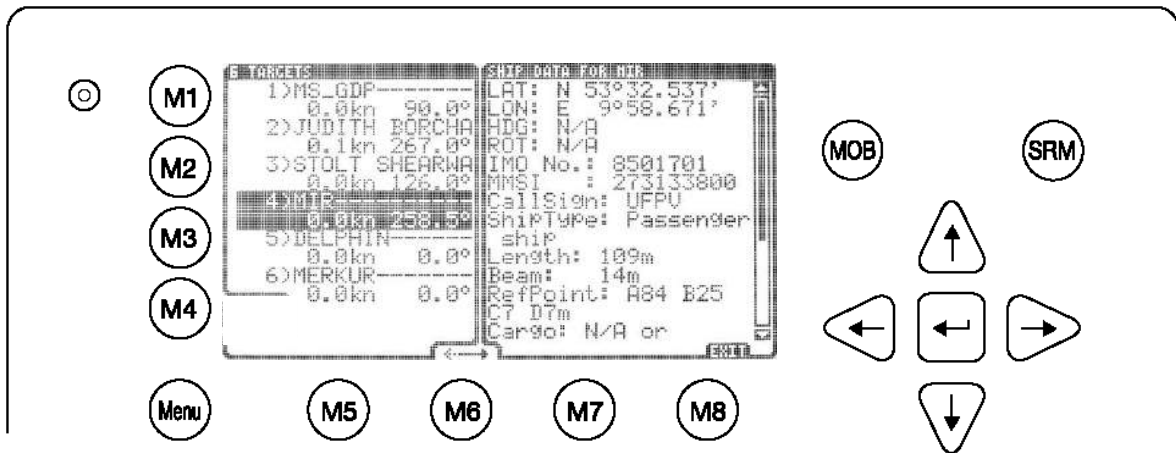 6 TARGETS
1)MS_GDP--------
0.0kn 90.0°
2)JUDITH BORCHA
0.1kn 267.0°
3)STOLT SHEARWA
0.0kn 126.0°
4)MIR-----------
0.0kn 258.5°
5)DELPHIN-------
0.0kn 0.0°
6)MERKUR--------
0.0kn 0.0°
SHIP DATA FOR MIR
LAT: N 53°32.537'
LON: E 9°58.671'
HDG: N/A
ROT: N/A
IMO No.: 8501701
MMSI : 273133800
CallSign: UFPV
ShipType: Passenger
ship
Length: 109m
Beam: 14m
RefPoint: A84 B25
C7 D7m
Cargo: N/A or
EXIT
M1
M2
M3
M4
Menu
M5
M6
M7
M8
MOB
SRM